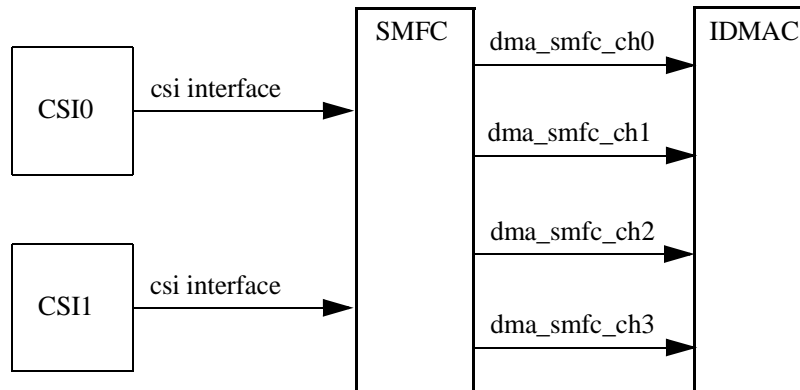 SMFC
IDMAC
dma_smfc_ch0
CSI0
csi interface
dma_smfc_ch1
dma_smfc_ch2
CSI1
csi interface
dma_smfc_ch3